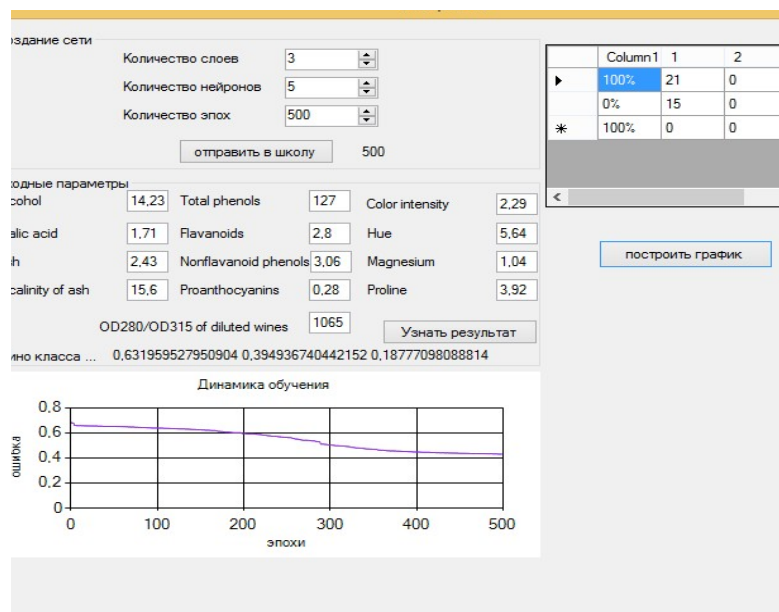 оздание сети
Количество слоев 3
Количество нейронов 5
Количество эпох 500
отправить в школу 500
ходные параметры
cohol 14,23 Total phenols 127 Color intensity 2,29
alic acid 1,71 Flavanoids 2,8 Hue 5,64
h 2,43 Nonflavanoid phenols 3,06 Magnesium 1,04
calinity of ash 15,6 Proanthocyanins 0,28 Proline 3,92
OD280/OD315 of diluted wines 1065 Узнать результат
ино класса ... 0,631959527950904 0,394936740442152 0,18777098088814
Динамика обучения
ошибка
0.8
0.6
0.4
0.2
0
0 100 200 300 400 500
эпохи
Column1 1 2
100% 21 0
0% 15 0
100% 0 0
построить график